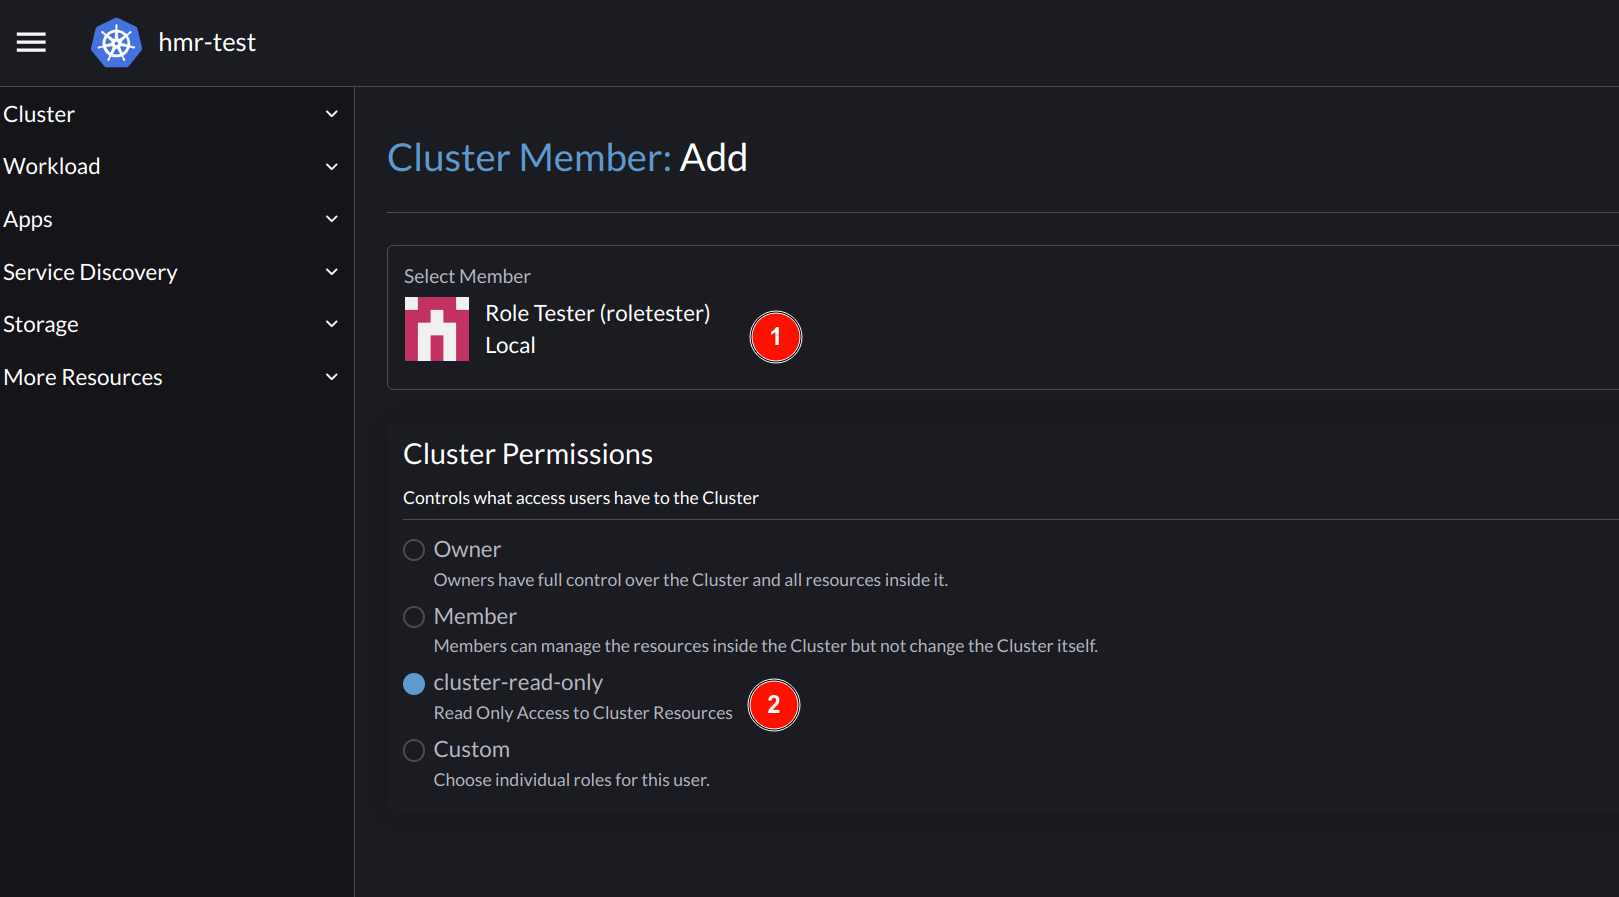 hmr-test
Cluster
Workload
Apps
Service Discovery
Storage
More Resources
Cluster Member: Add
Select Member
Role Tester (roletester)
Local
1
Cluster Permissions
Controls what access users have to the Cluster
Owner
Owners have full control over the Cluster and all resources inside it.
Member
Members can manage the resources inside the Cluster but not change the Cluster itself.
cluster-read-only
Read Only Access to Cluster Resources
2
Custom
Choose individual roles for this user.